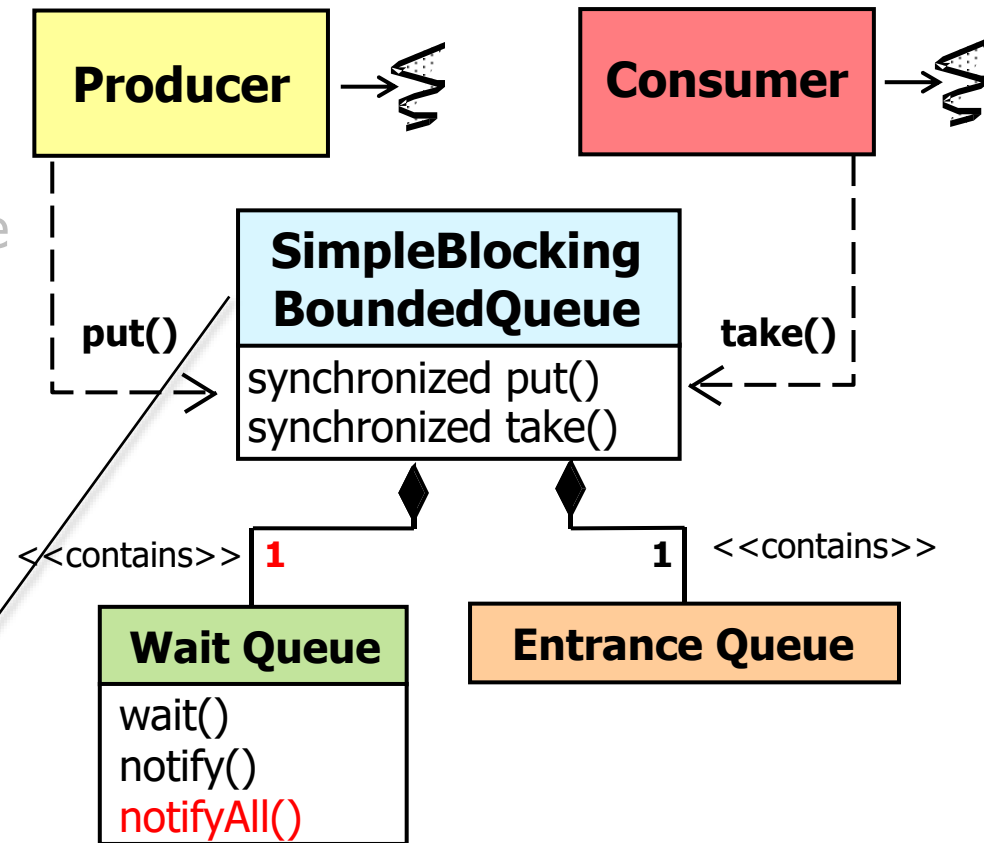 Producer
Consumer
e
SimpleBlocking
BoundedQueue
put()
take()
synchronized put()
synchronized take()
<<contains>>
1
1
<<contains>>
Wait Queue
Entrance Queue
wait()
notify()
notifyAll()